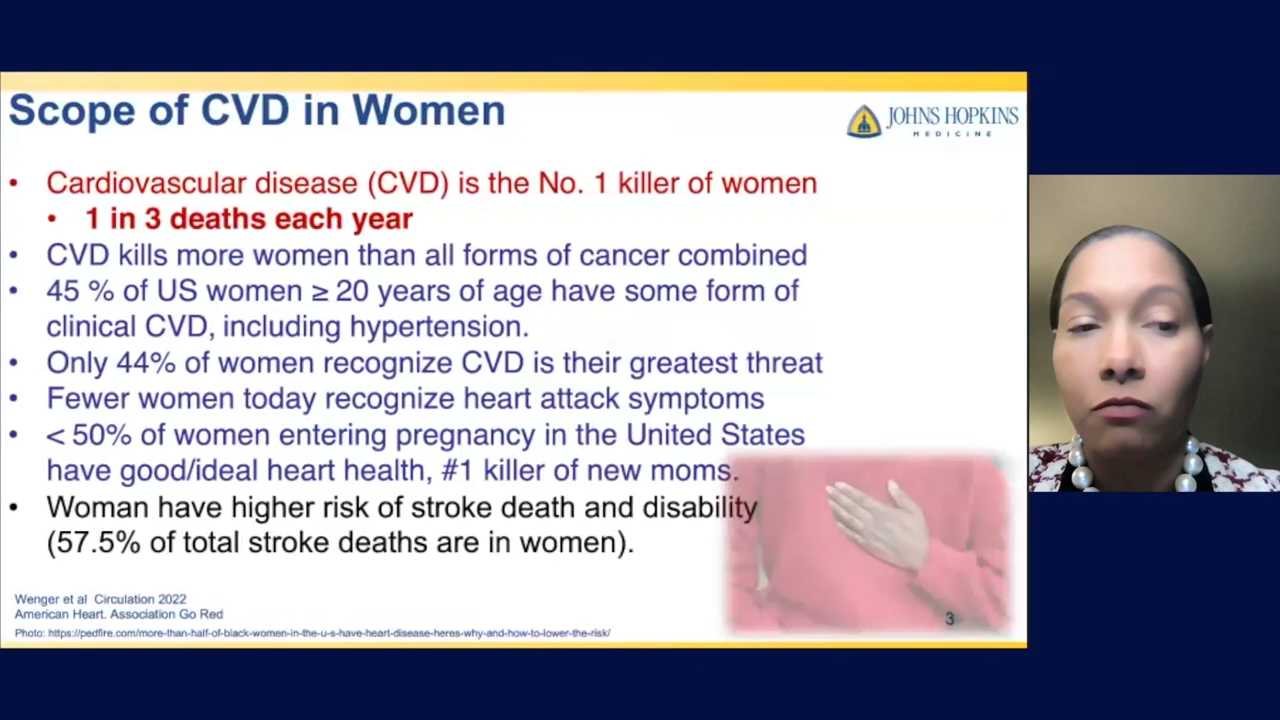 Scope of CVD in Women
JOHNS HOPKINS
MEDICINE
• Cardiovascular disease (CVD) is the No. 1 killer of women
• 1 in 3 deaths each year
• CVD kills more women than all forms of cancer combined
• 45 % of US women ≥ 20 years of age have some form of
clinical CVD, including hypertension.
• Only 44% of women recognize CVD is their greatest threat
• Fewer women today recognize heart attack symptoms
• < 50% of women entering pregnancy in the United States
have good/ideal heart health, #1 killer of new moms.
• Woman have higher risk of stroke death and disability
(57.5% of total stroke deaths are in women).
Wenger et al Circulation 2022
American Heart. Association Go Red
Photo: https://pedfire.com/more-than-half-of-black-women-in-the-u-s-have-heart-disease-heres-why-and-how-to-lower-the-risk/
3